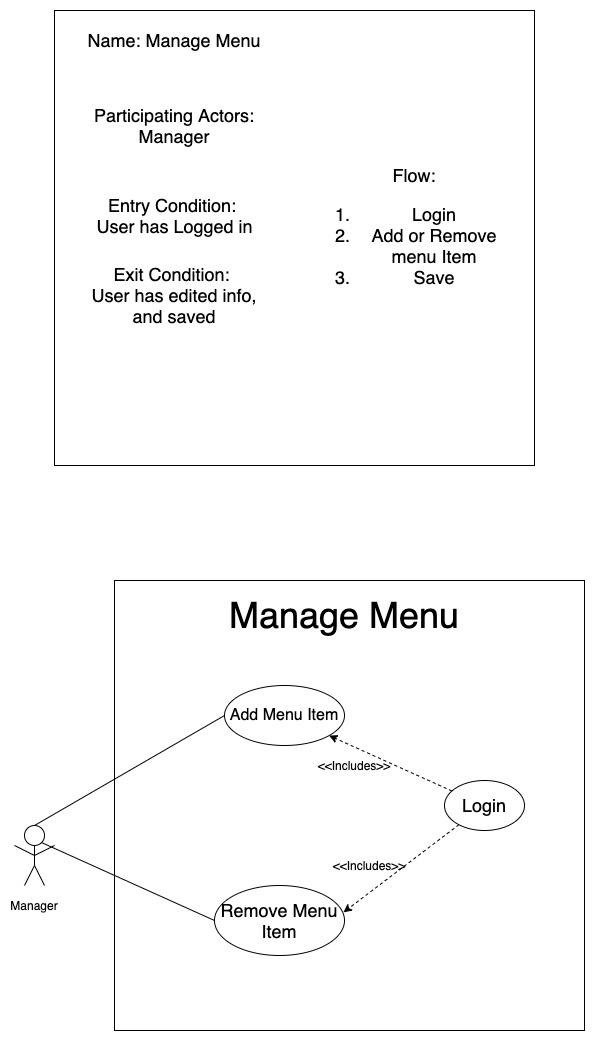 Name: Manage Menu
Participating Actors:
Manager
Entry Condition:
User has Logged in
Exit Condition:
User has edited info,
and saved
Flow:
1. Login
2. Add or Remove
menu Item
3. Save
Manage Menu
Add Menu Item
<<Includes>>
Login
<<Includes>>
Manager
Remove Menu
Item